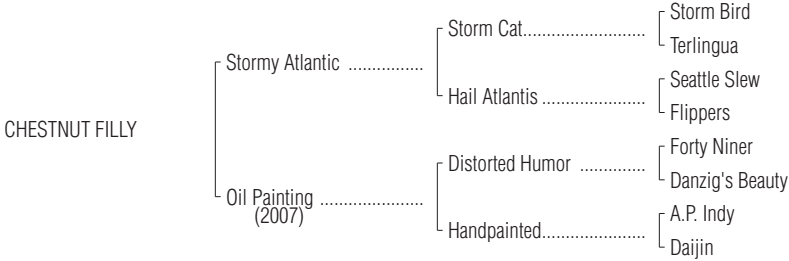 Storm Bird
Storm Cat..........................
Terlingua
Stormy Atlantic ................
Seattle Slew
Hail Atlantis ......................
Flippers
CHESTNUT FILLY
Forty Niner
Distorted Humor ..............
Danzig's Beauty
Oil Painting ......................
(2007)
A.P. Indy
Handpainted......................
Daijin